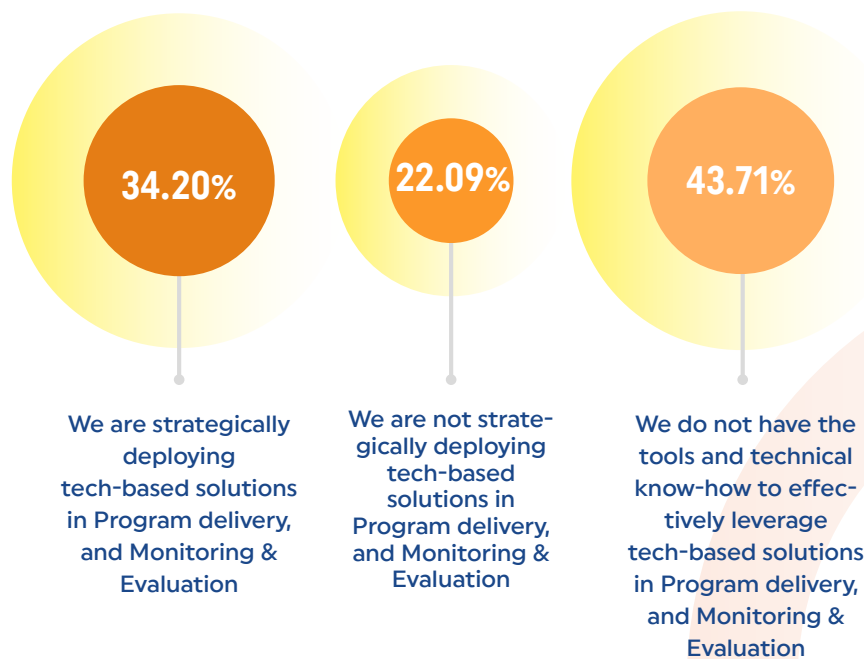 34.20%
22.09%
43.71%
We are strategically
deploying
tech-based solutions
in Program delivery,
and Monitoring &
Evaluation
We are not strate-
gically deploying
tech-based
solutions in
Program delivery,
and Monitoring &
Evaluation
We do not have the
tools and technical
know-how to effec-
tively leverage
tech-based solutions
in Program delivery,
and Monitoring &
Evaluation